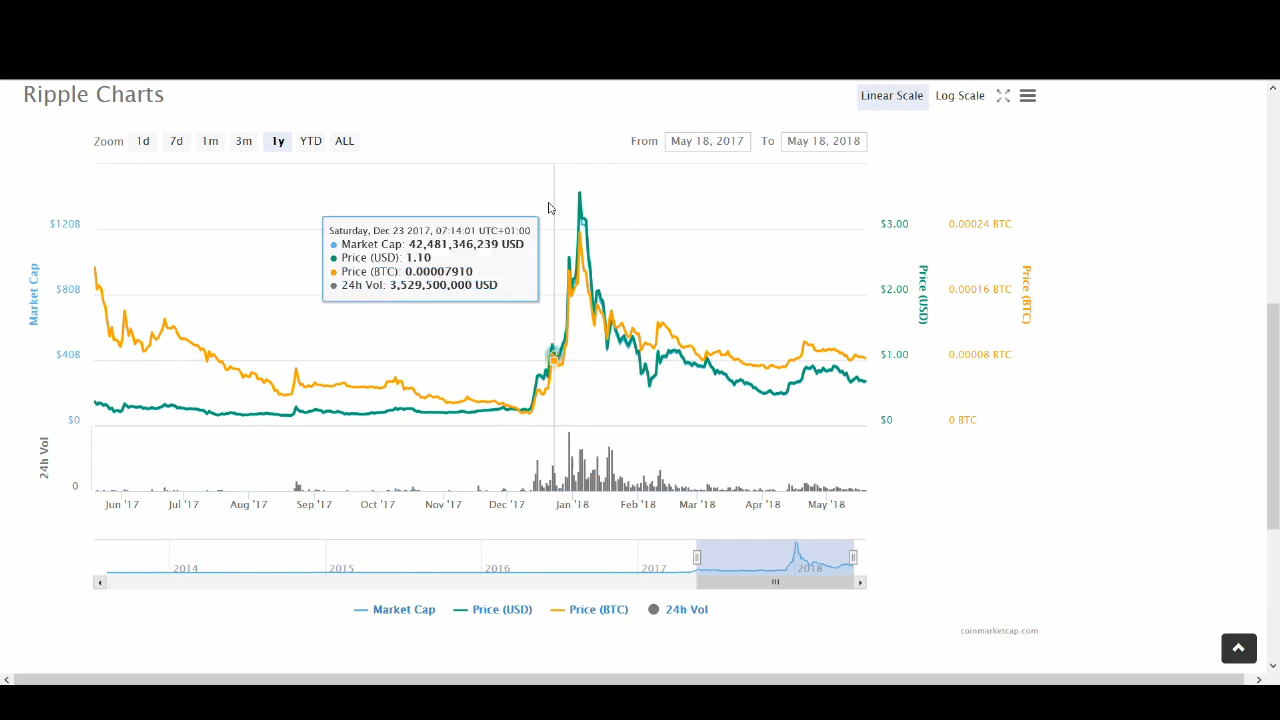 Ripple Charts
Linear Scale Log Scale
Zoom 1d 7d 1m 3m 1y YTD ALL
From May 18, 2017 To May 18, 2018
$120B
$80B
$40B
$0
Market Cap
24h Vol
0
Saturday, Dec 23 2017, 07:14:01 UTC+01:00
Market Cap: 42,481,346,239 USD
Price (USD): 1.10
Price (BTC): 0.00007910
24h Vol: 3,529,500,000 USD
$3.00
$2.00
$1.00
$0
Price (USD)
0.00024 BTC
0.00016 BTC
0.00008 BTC
0 BTC
Price (BTC)
Jun '17 Jul '17 Aug '17 Sep '17 Oct '17 Nov '17 Dec '17 Jan '18 Feb '18 Mar '18 Apr '18 May '18
2014 2015 2016 2017 2018
Market Cap Price (USD) Price (BTC) 24h Vol
coinmarketcap.com